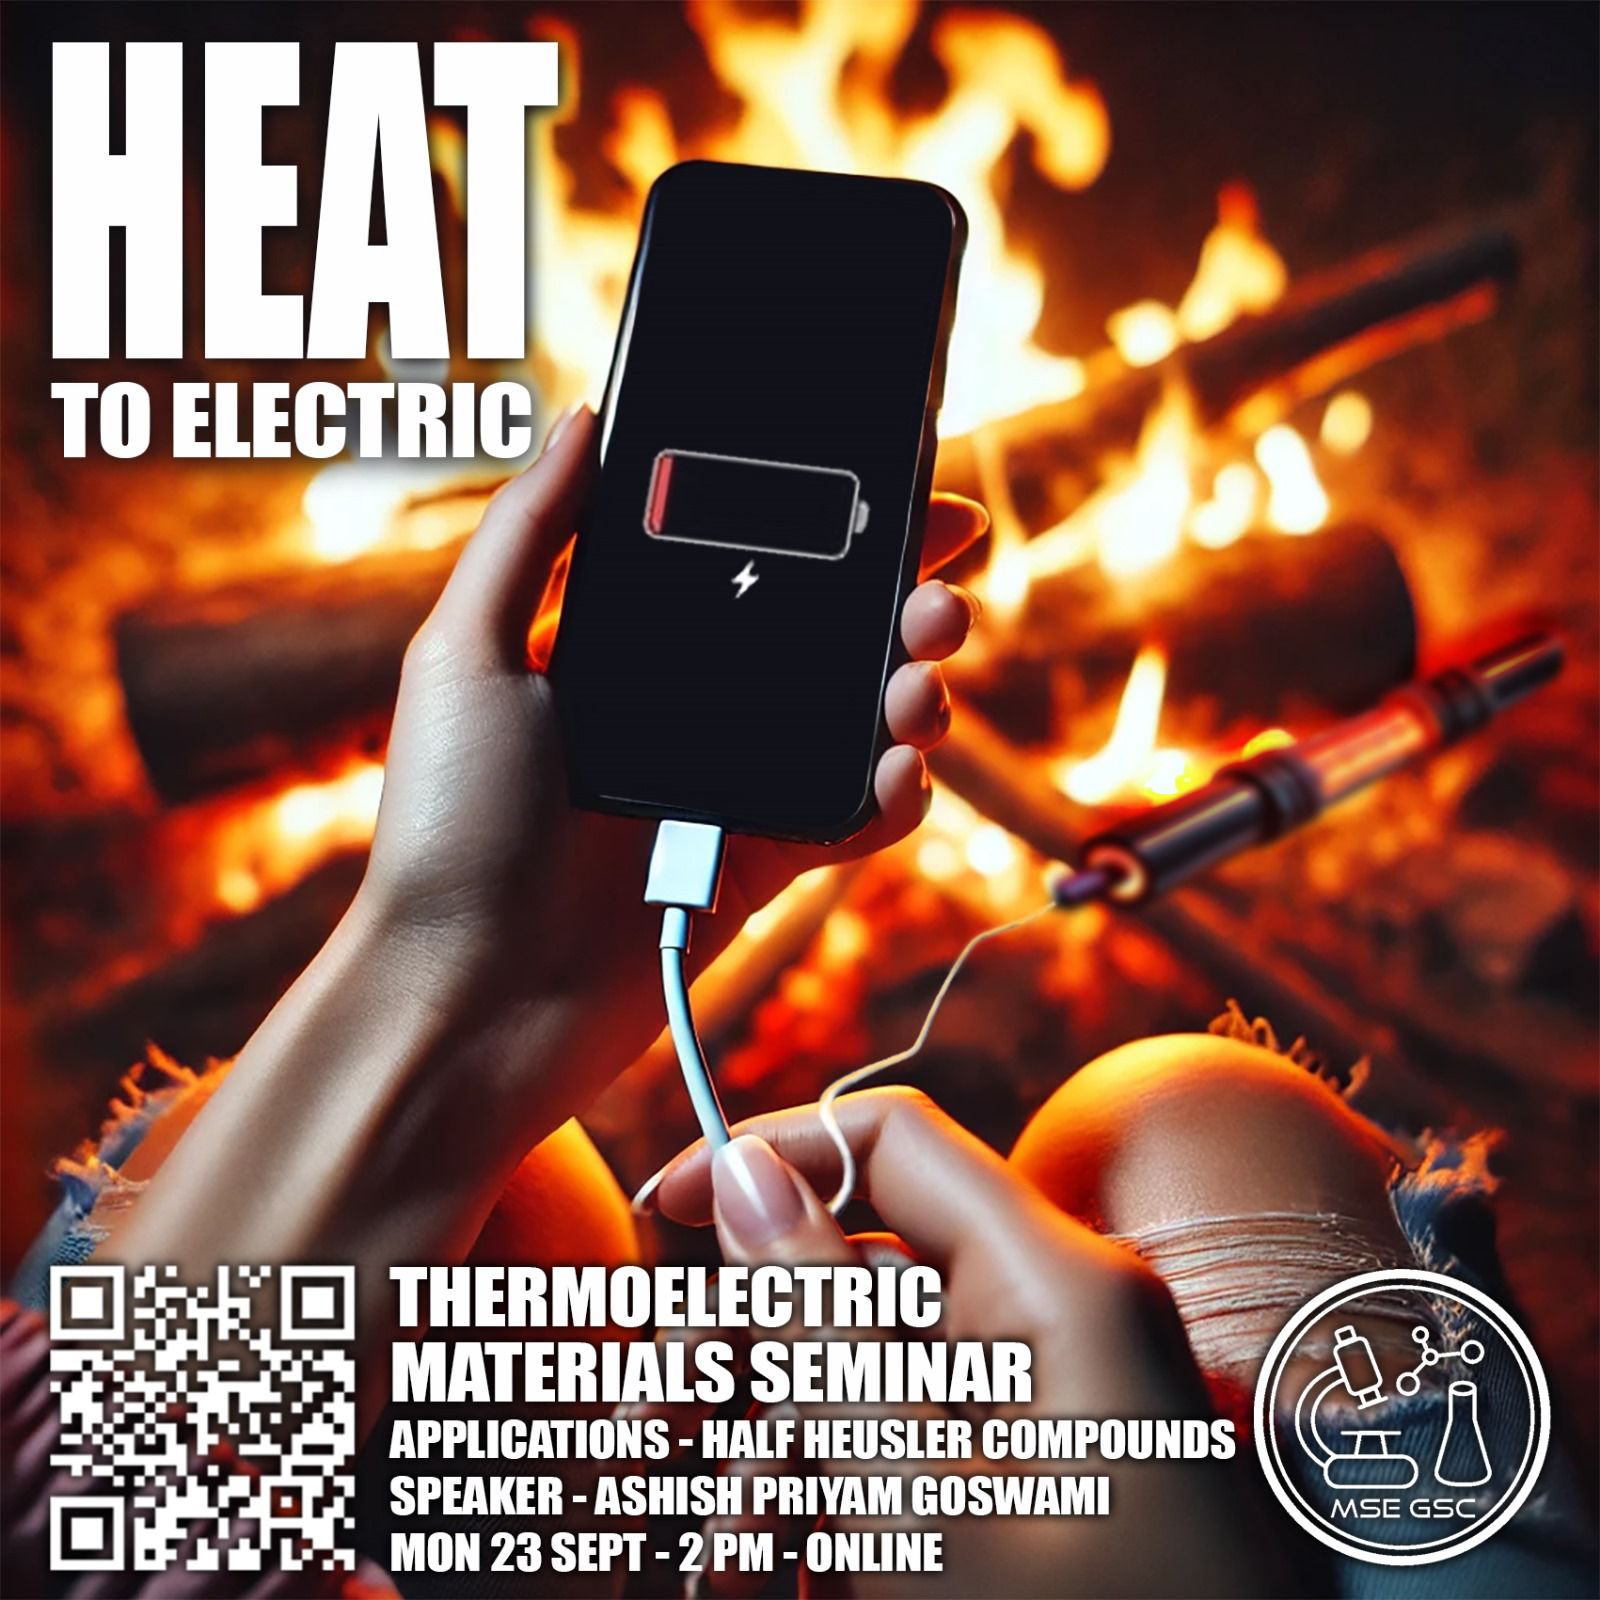 HEAT
TO ELECTRIC
THERMOELECTRIC
MATERIALS SEMINAR
APPLICATIONS - HALF HEUSLER COMPOUNDS
SPEAKER - ASHISH PRIYAM GOSWAMI
MON 23 SEPT - 2 PM - ONLINE
MSE GSC